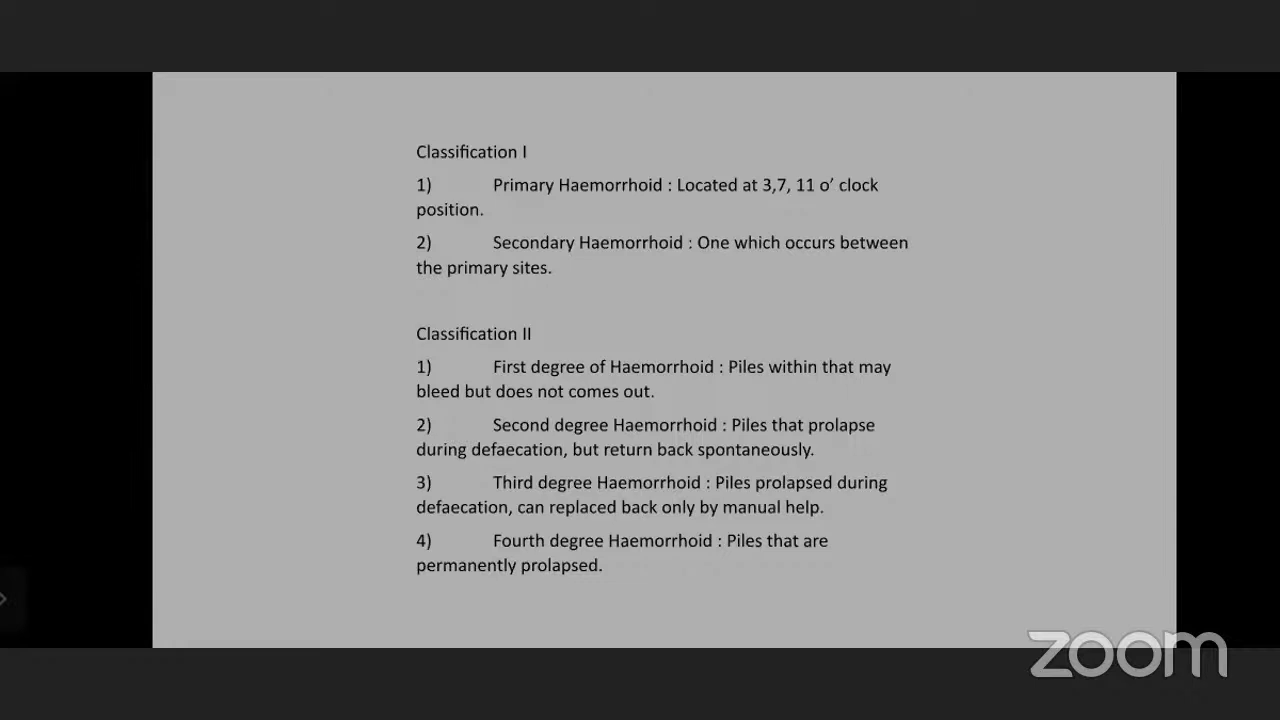 Classification I
1) Primary Haemorrhoid : Located at 3,7, 11 o’ clock
position.
2) Secondary Haemorrhoid : One which occurs between
the primary sites.
Classification II
1) First degree of Haemorrhoid : Piles within that may
bleed but does not comes out.
2) Second degree Haemorrhoid : Piles that prolapse
during defaecation, but return back spontaneously.
3) Third degree Haemorrhoid : Piles prolapsed during
defaecation, can replaced back only by manual help.
4) Fourth degree Haemorrhoid : Piles that are
permanently prolapsed.
zoom